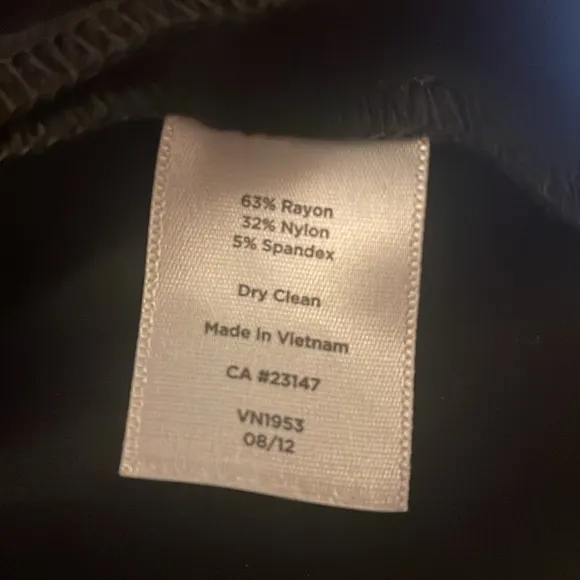 63% Rayon
32% Nylon
5% Spandex
Dry Clean
Made In Vietnam
CA #23147
VN1953
08/12